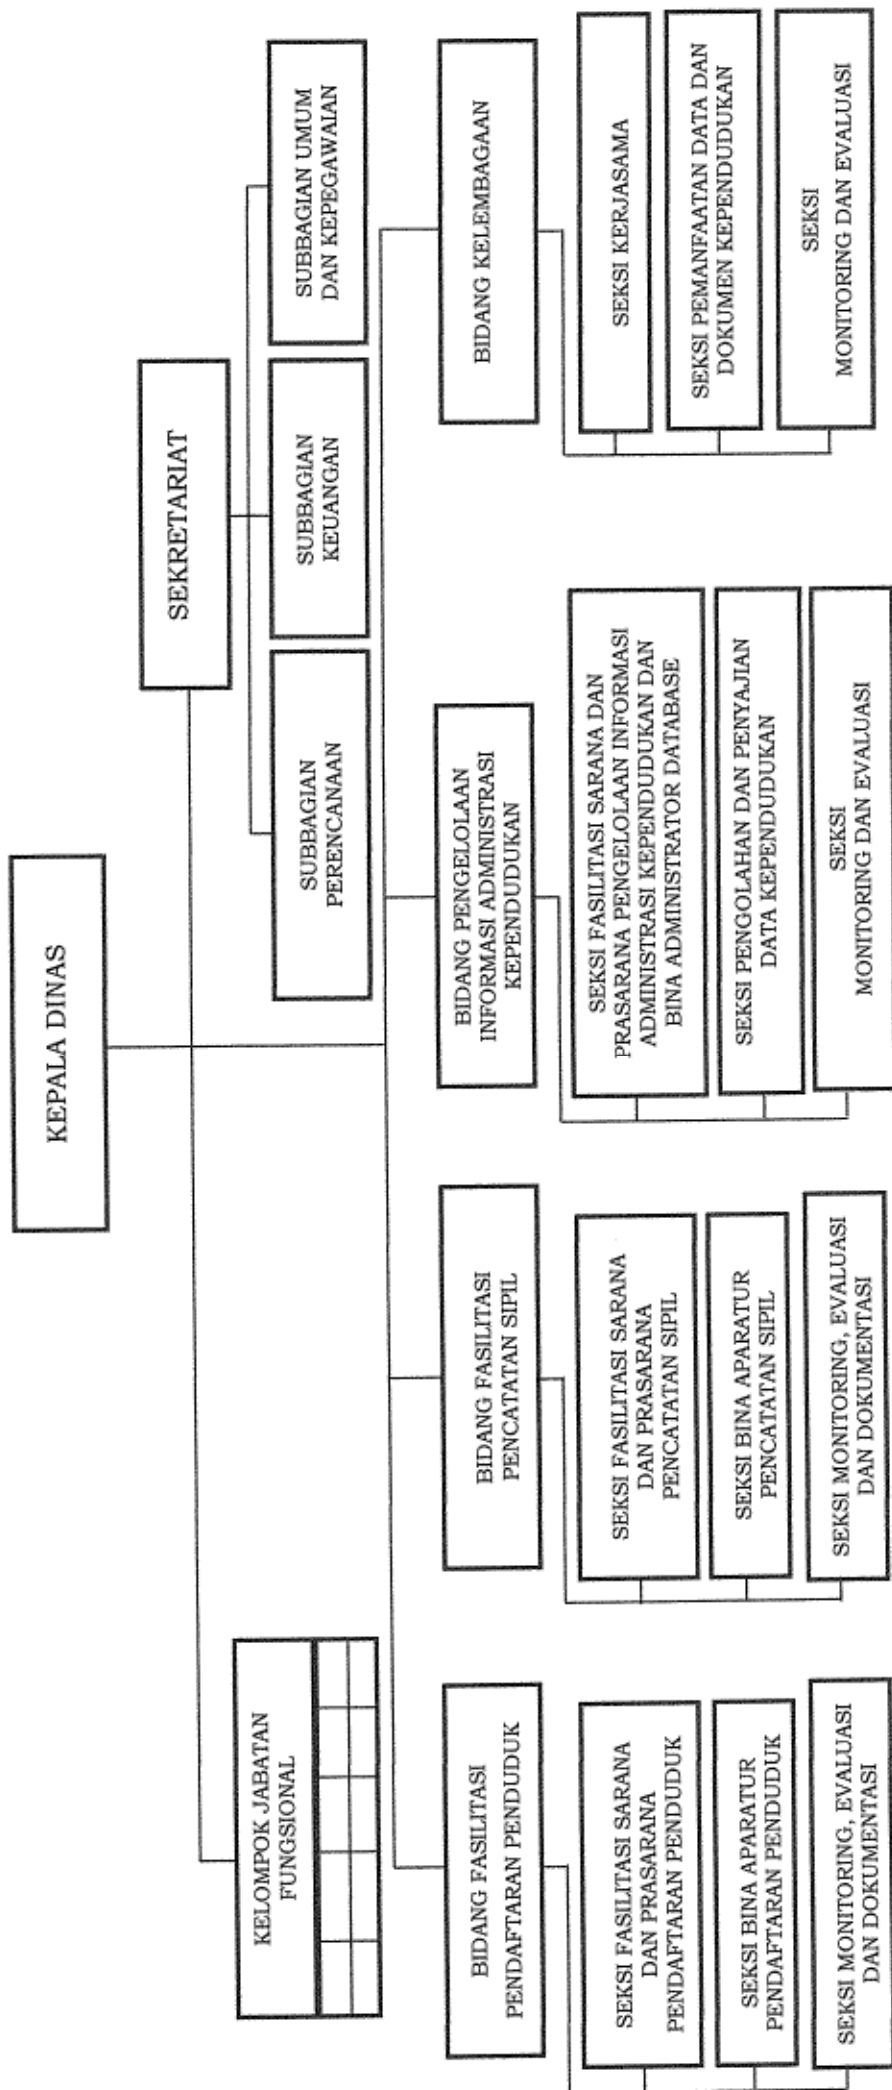 KEPALA DINAS
SEKRETARIAT
KELOMPOK JABATAN
FUNGSIONAL
SUBBAGIAN
PERENCANAAN
SUBBAGIAN
KEUANGAN
SUBBAGIAN UMUM
DAN KEPEGAWAIAN
BIDANG FASILITASI
PENDAFTARAN PENDUDUK
SEKSI FASILITASI SARANA
DAN PRASARANA
PENDAFTARAN PENDUDUK
SEKSI BINA APARATUR
PENDAFTARAN PENDUDUK
SEKSI MONITORING, EVALUASI
DAN DOKUMENTASI
BIDANG FASILITASI
PENCATATAN SIPIL
SEKSI FASILITASI SARANA
DAN PRASARANA
PENCATATAN SIPIL
SEKSI BINA APARATUR
PENCATATAN SIPIL
SEKSI MONITORING, EVALUASI
DAN DOKUMENTASI
BIDANG PENGELOLAAN
INFORMASI ADMINISTRASI
KEPENDUDUKAN
SEKSI FASILITASI SARANA DAN
PRASARANA PENGELOLAAN INFORMASI
ADMINISTRASI KEPENDUDUKAN DAN
BINA ADMINISTRATOR DATABASE
SEKSI PENGOLAHAN DAN PENYAJIAN
DATA KEPENDUDUKAN
SEKSI
MONITORING DAN EVALUASI
BIDANG KELEMBAGAAN
SEKSI KERJASAMA
SEKSI PEMANFAATAN DATA DAN
DOKUMEN KEPENDUDUKAN
SEKSI
MONITORING DAN EVALUASI